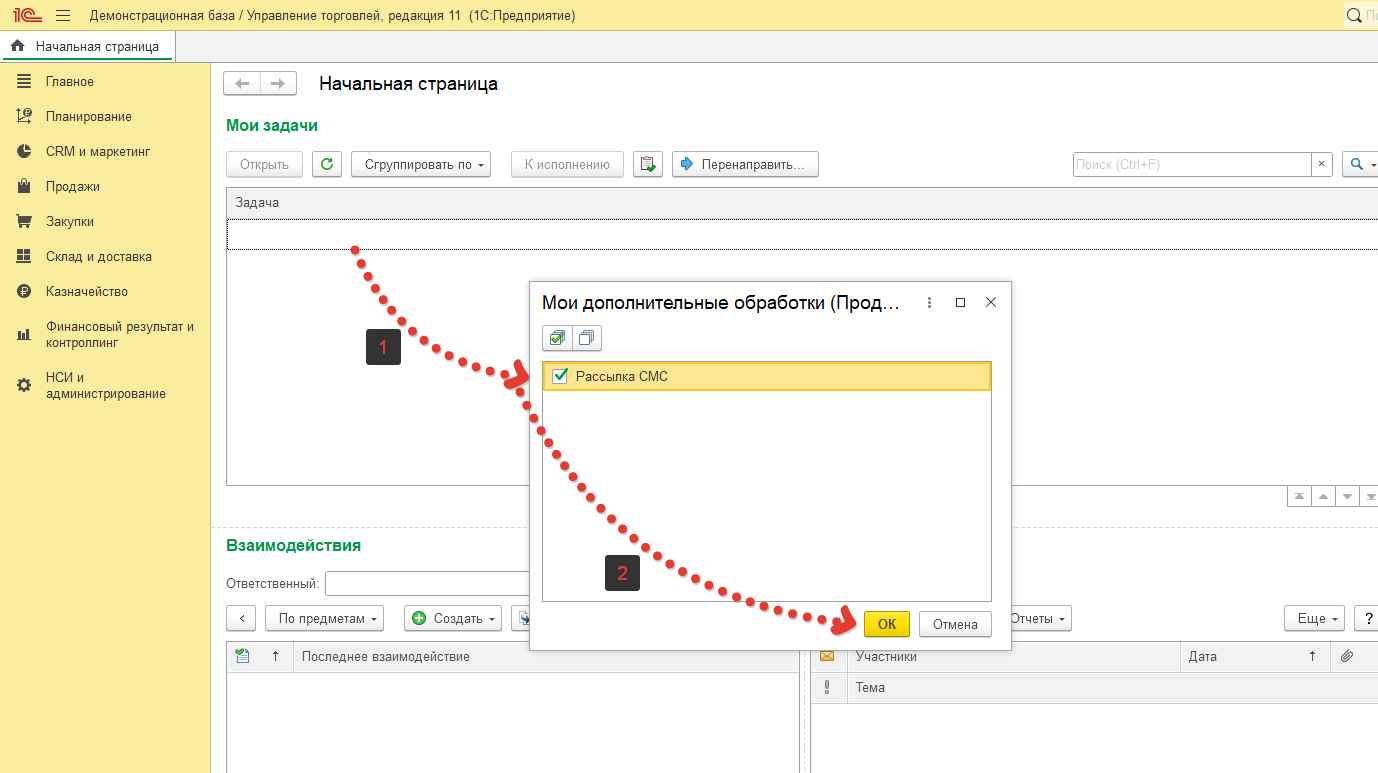 1С Демонстрационная база / Управление торговлей, редакция 11 (1С:Предприятие)
Начальная страница
Главное
Планирование
CRM и маркетинг
Продажи
Закупки
Склад и доставка
Казначейство
Финансовый результат и
контроллинг
НСИ и
администрирование
Начальная страница
Мои задачи
Открыть
Сгруппировать по
К исполнению
Перенаправить...
Поиск (Ctrl+F)
×
Задача
1
Мои дополнительные обработки (Прод...
Рассылка СМС
2
ОК
Отмена
Взаимодействия
Ответственный:
По предметам
Создать
Отчеты
Еще
?
Последнее взаимодействие
Участники
Дата
Тема